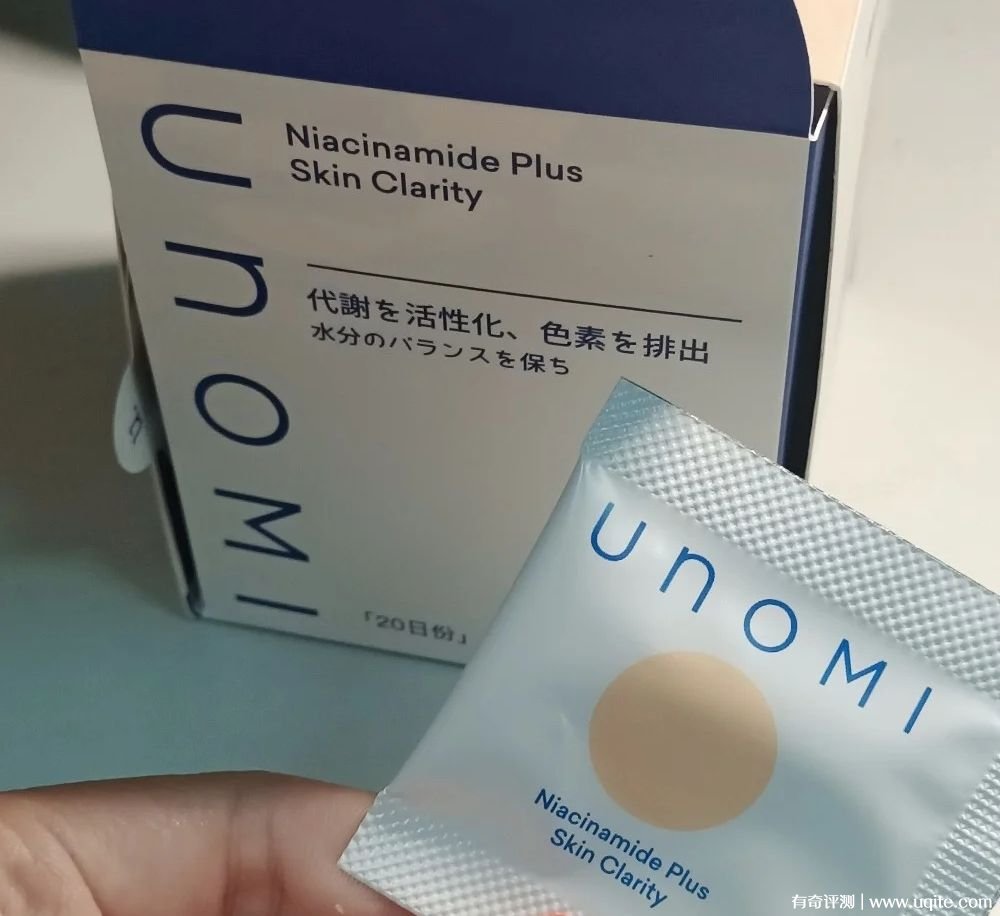 UnOMI
Niacinamide Plus
Skin Clarity
代謝を活性化、色素を排出
水分のバランスを保ち
「20日份」
UnOMI
Niacinamide Plus
Skin Clarity
有奇评测 | www.uqite.com